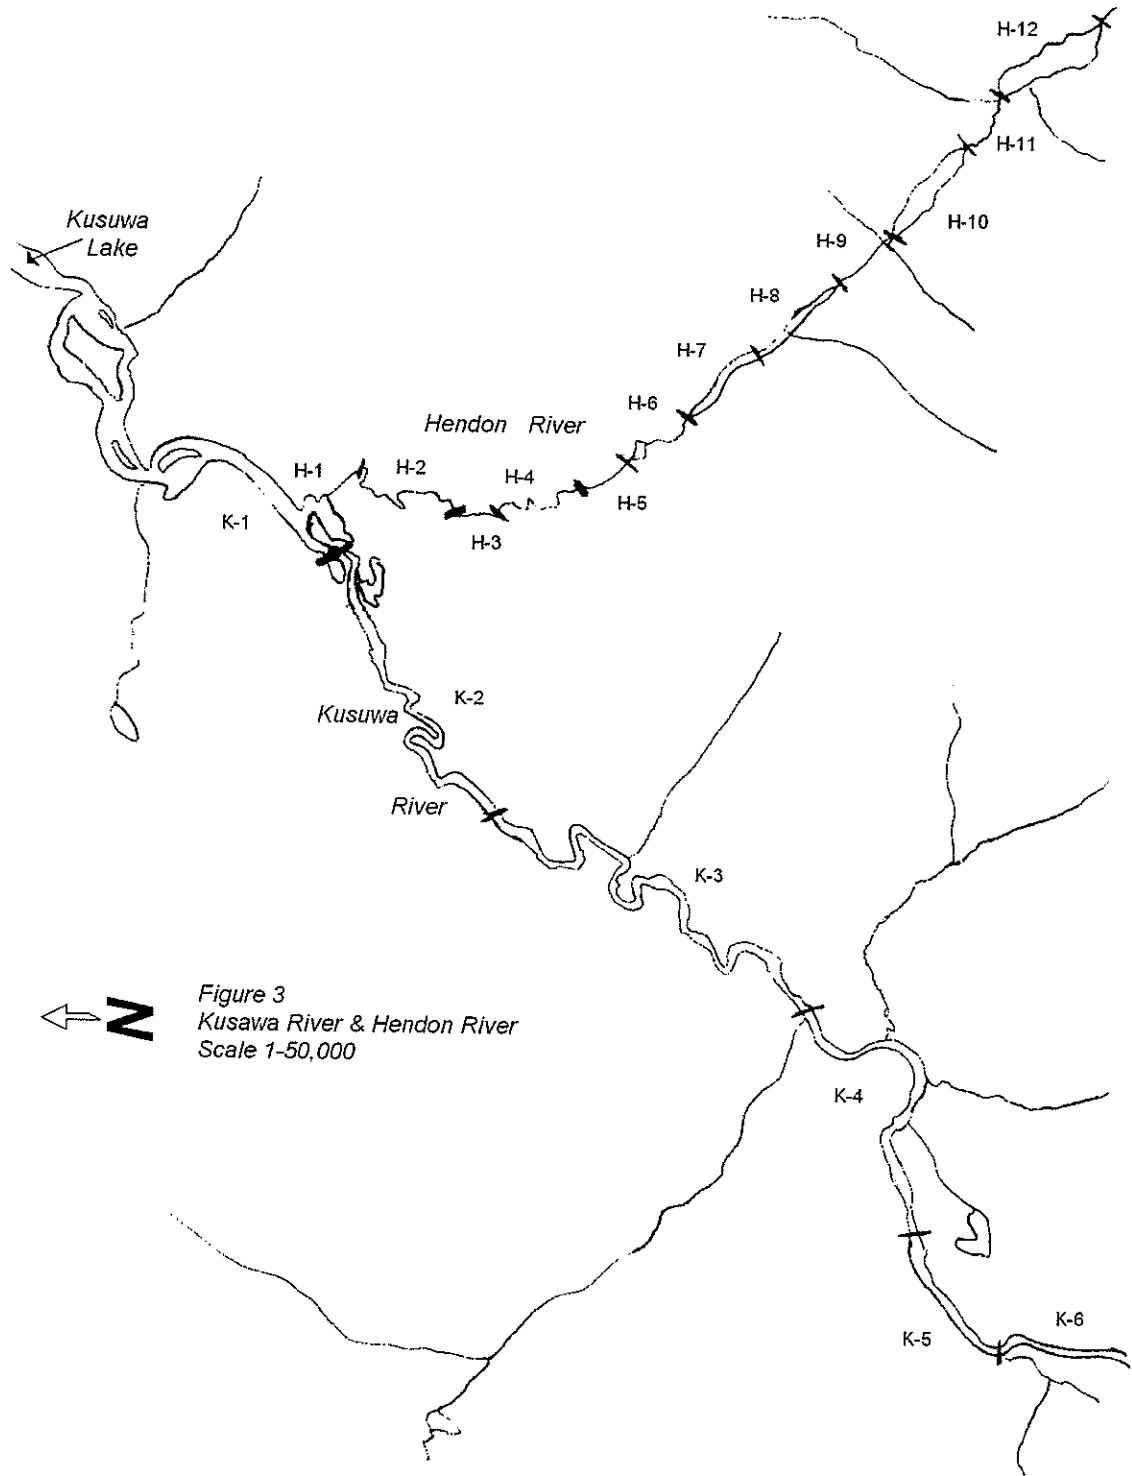 H-12
H-11
Kusuwa
Lake
H-10
H-9
H-8
H-7
H-6
Hendon River
H-1
H-2
H-4
H-5
K-1
H-3
K-2
Kusuwa
River
K-3
Figure 3
N
Kusawa River & Hendon River
Scale 1-50,000
K-4
K-6
K-5